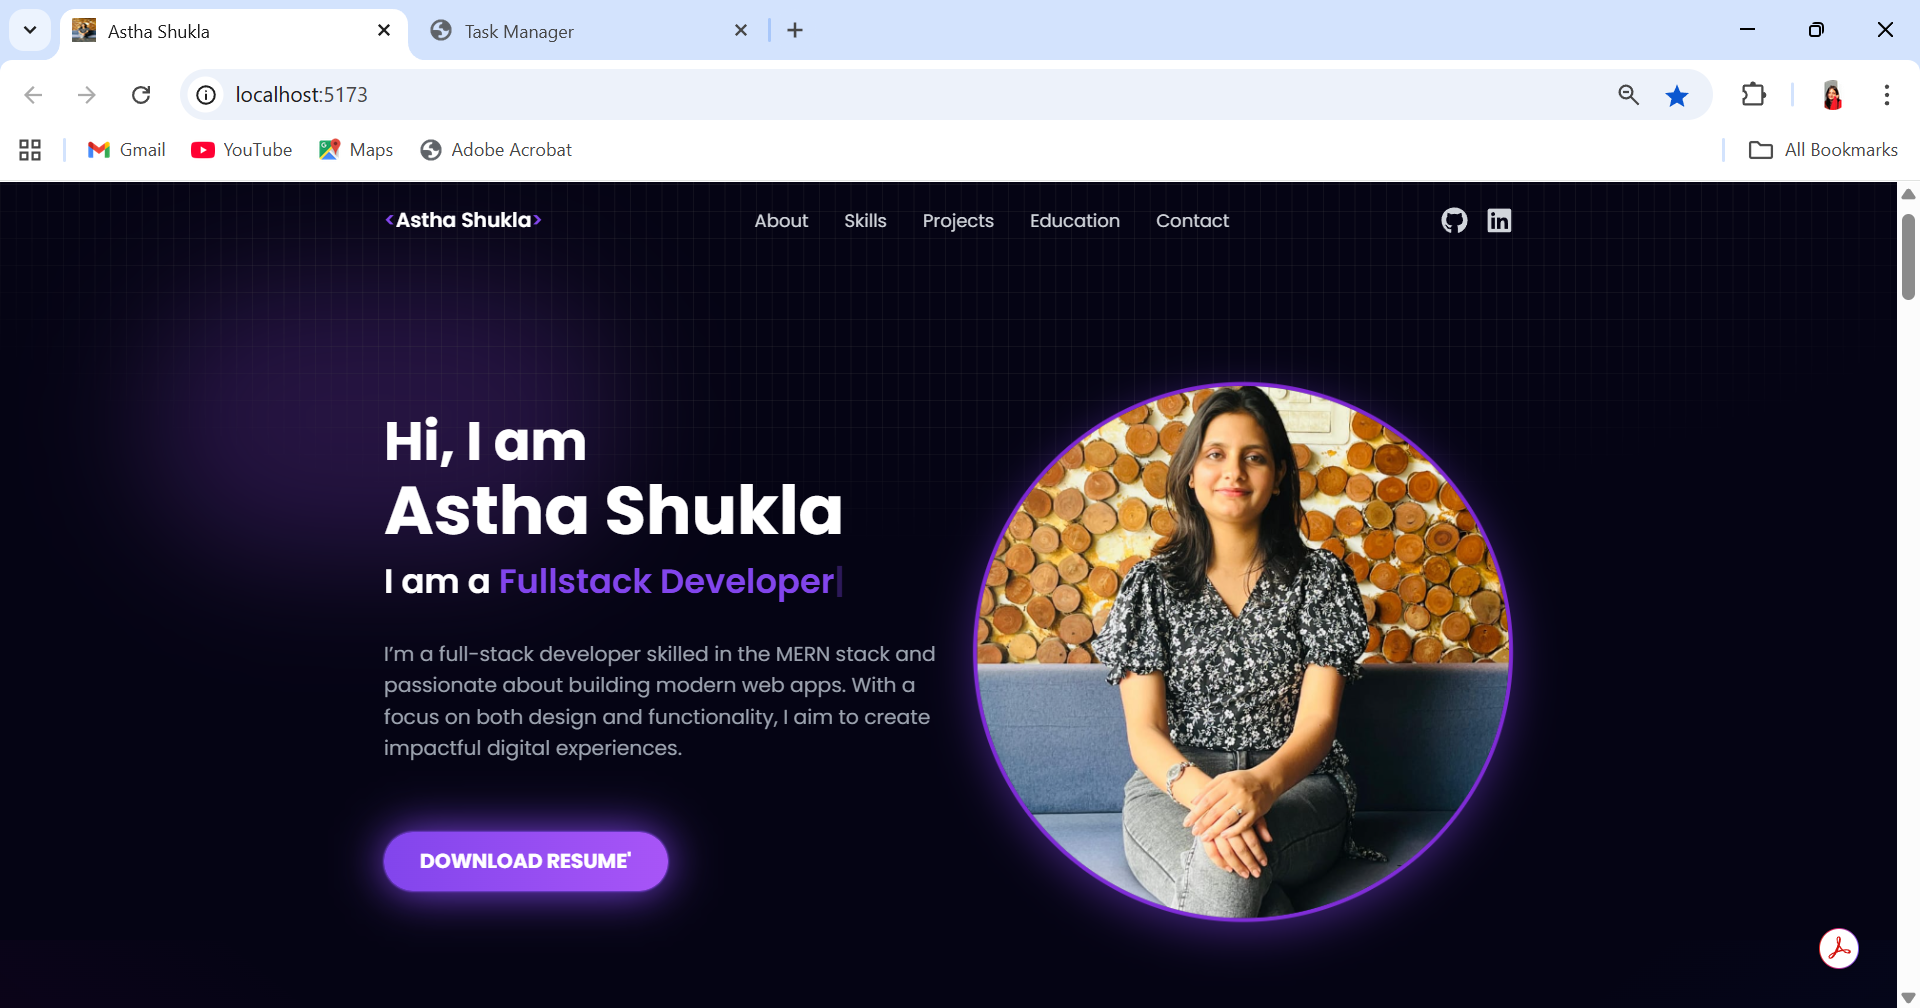 Astha Shukla
Task Manager
localhost:5173
Gmail
YouTube
Maps
Adobe Acrobat
All Bookmarks
<Astha Shukla>
About
Skills
Projects
Education
Contact
Hi, I am
Astha Shukla
I am a Fullstack Developer|
I’m a full-stack developer skilled in the MERN stack and
passionate about building modern web apps. With a
focus on both design and functionality, I aim to create
impactful digital experiences.
DOWNLOAD RESUME'